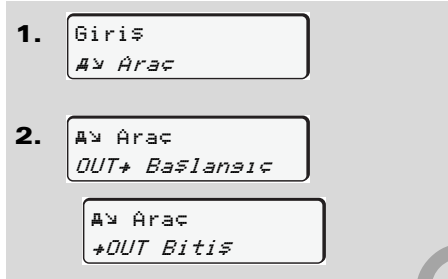 1. Giriş
Araç
2. Araç
OUT Başlangıç
Araç
OUT Bitiş